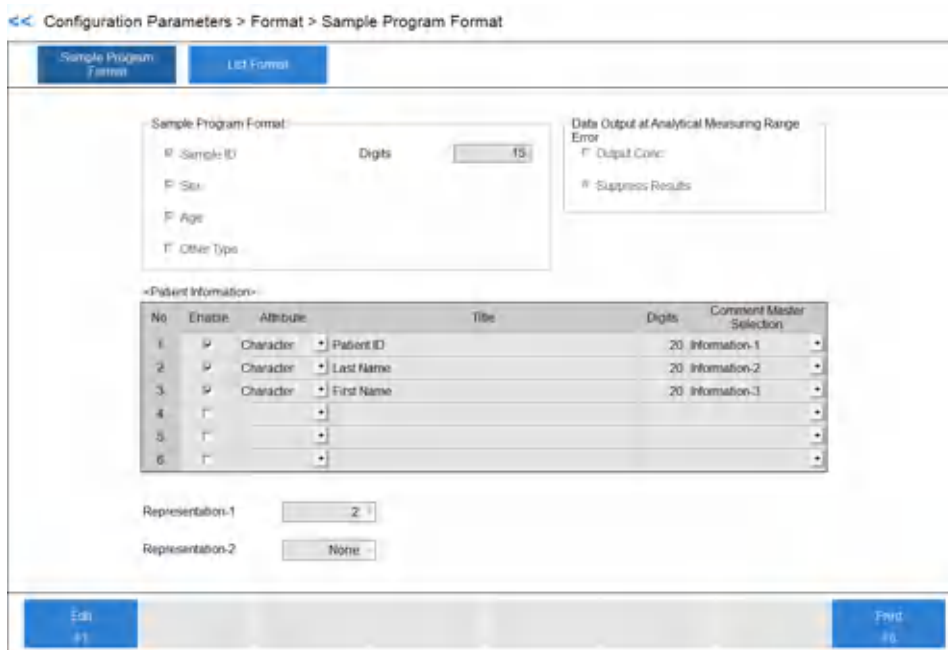 << Configuration Parameters > Format > Sample Program Format
Sample Program
Format
List Format
Sample Program Format
Sample ID Digits 15
Sex
Age
Other Type
Data Output at Analytical Measuring Range
Error
Output Conc.
Suppress Results
<Patient Information>
No Enable Attribute Title Digits Comment Master
Selection
1 Character Patient ID 20 Information-1
2 Character Last Name 20 Information-2
3 Character First Name 20 Information-3
4
5
6
Representation-1 2
Representation-2 None
Edit
F1
Print
F6